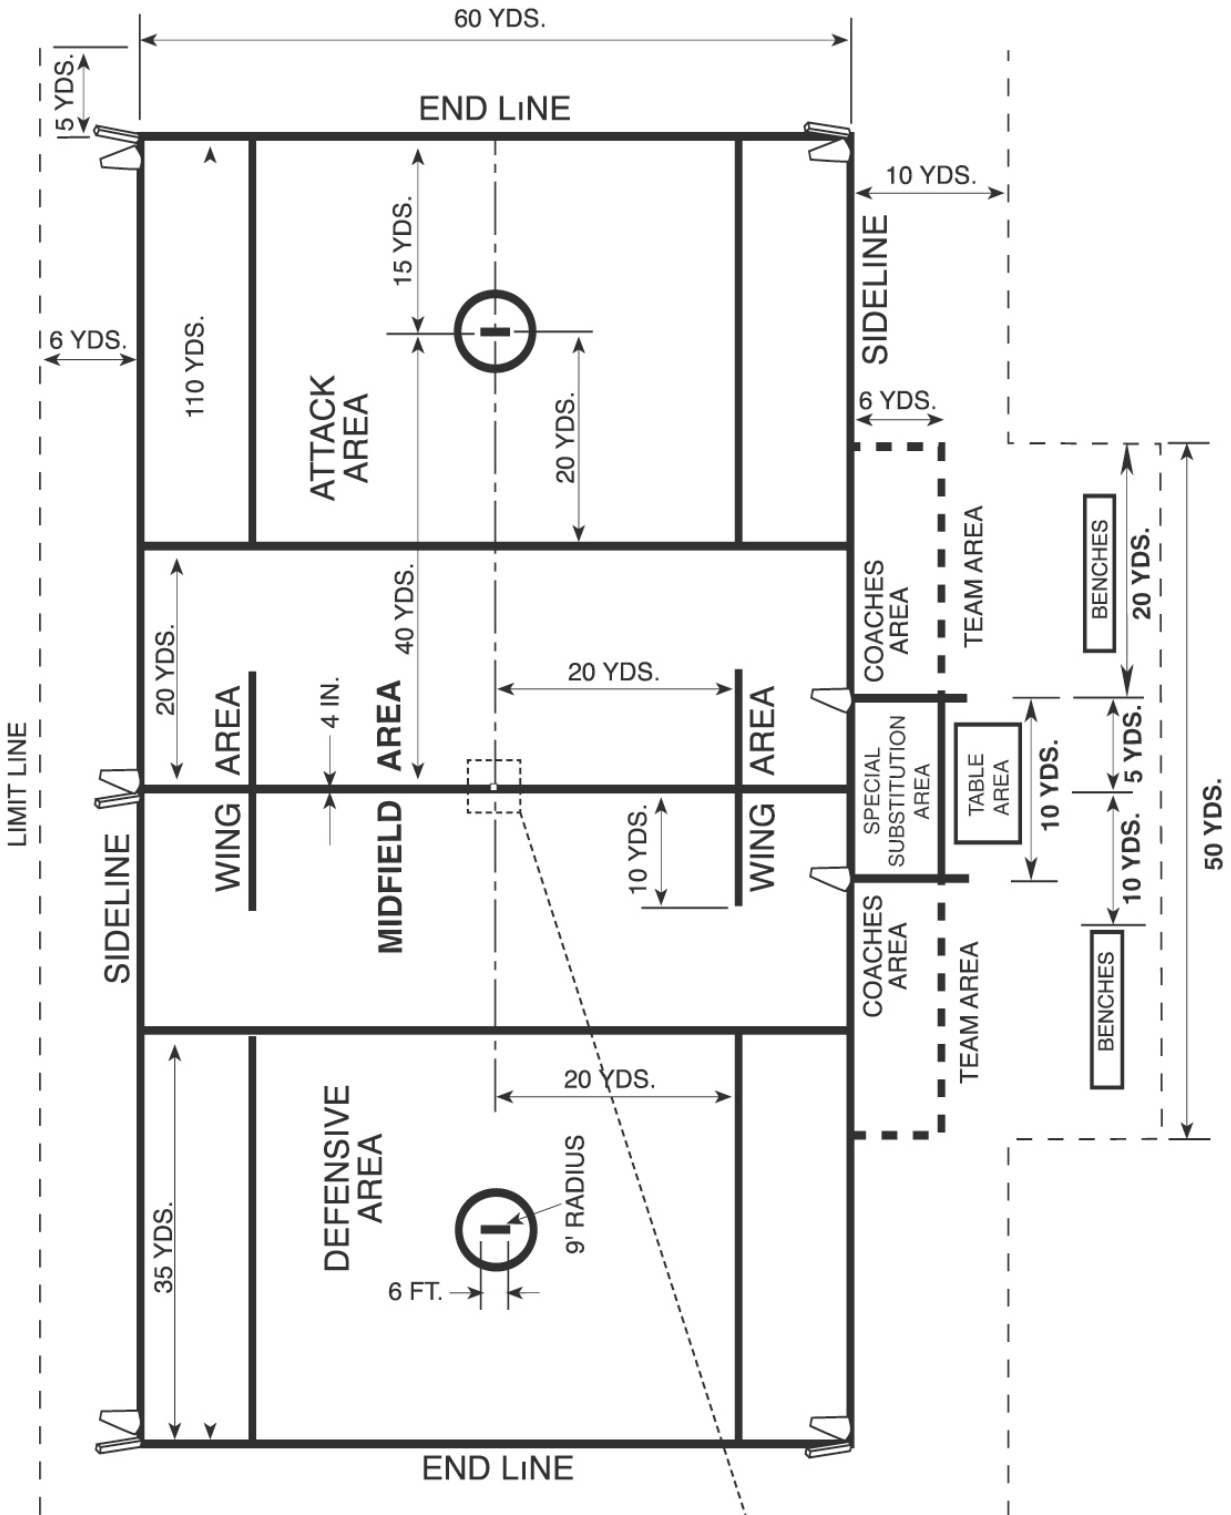 60 YDS.
5 YDS.
END LINE
10 YDS.
15 YDS.
SIDELINE
110 YDS.
6 YDS.
ATTACK
AREA
20 YDS.
6 YDS.
BENCHES
20 YDS.
TEAM AREA
COACHES
AREA
40 YDS.
20 YDS.
20 YDS.
4 IN.
WING AREA
MIDFIELD AREA
WING AREA
LIMIT LINE
SPECIAL
SUBSTITUTION
AREA
TABLE
AREA
10 YDS.
5 YDS.
10 YDS.
50 YDS.
10 YDS.
SIDELINE
COACHES
AREA
TEAM AREA
BENCHES
20 YDS.
DEFENSIVE
AREA
9' RADIUS
35 YDS.
6 FT.
END LINE